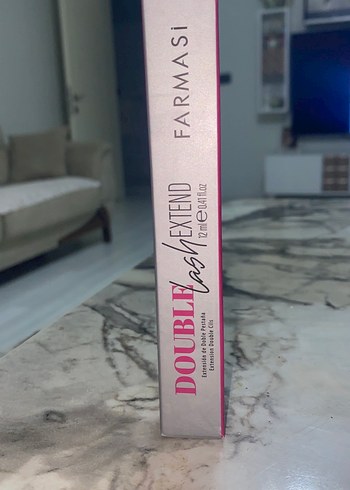 FARMASi
DOUBLE
lash EXTEND
12 ml e 0.41 fl.oz
Extensión de Doble Pestaña
Extension Double Cils